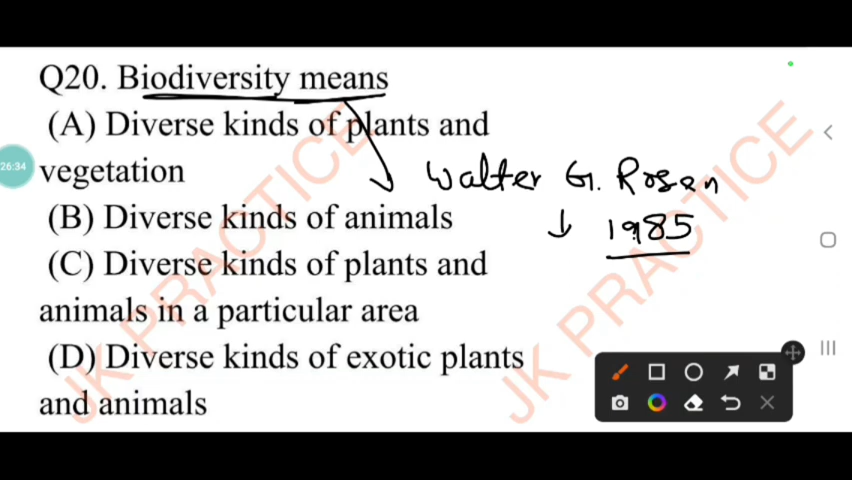 Q20. Biodiversity means
(A) Diverse kinds of plants and
vegetation
(B) Diverse kinds of animals
(C) Diverse kinds of plants and
animals in a particular area
(D) Diverse kinds of exotic plants
and animals
Walter G. Rosen
1985
26:34
JK PRACTICE
JK PRACTICE